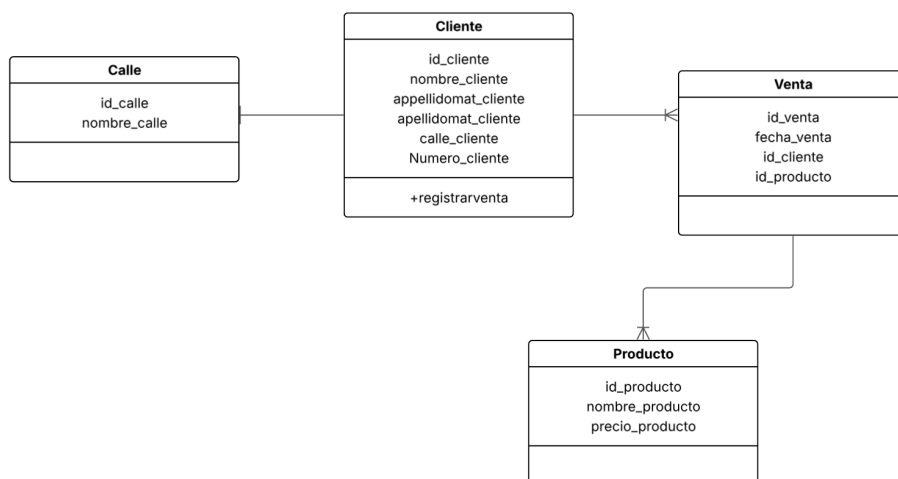 Calle
id_calle
nombre_calle
Cliente
id_cliente
nombre_cliente
appellidomat_cliente
apellidomat_cliente
calle_cliente
Numero_cliente
+registrarventa
Venta
id_venta
fecha_venta
id_cliente
id_producto
Producto
id_producto
nombre_producto
precio_producto